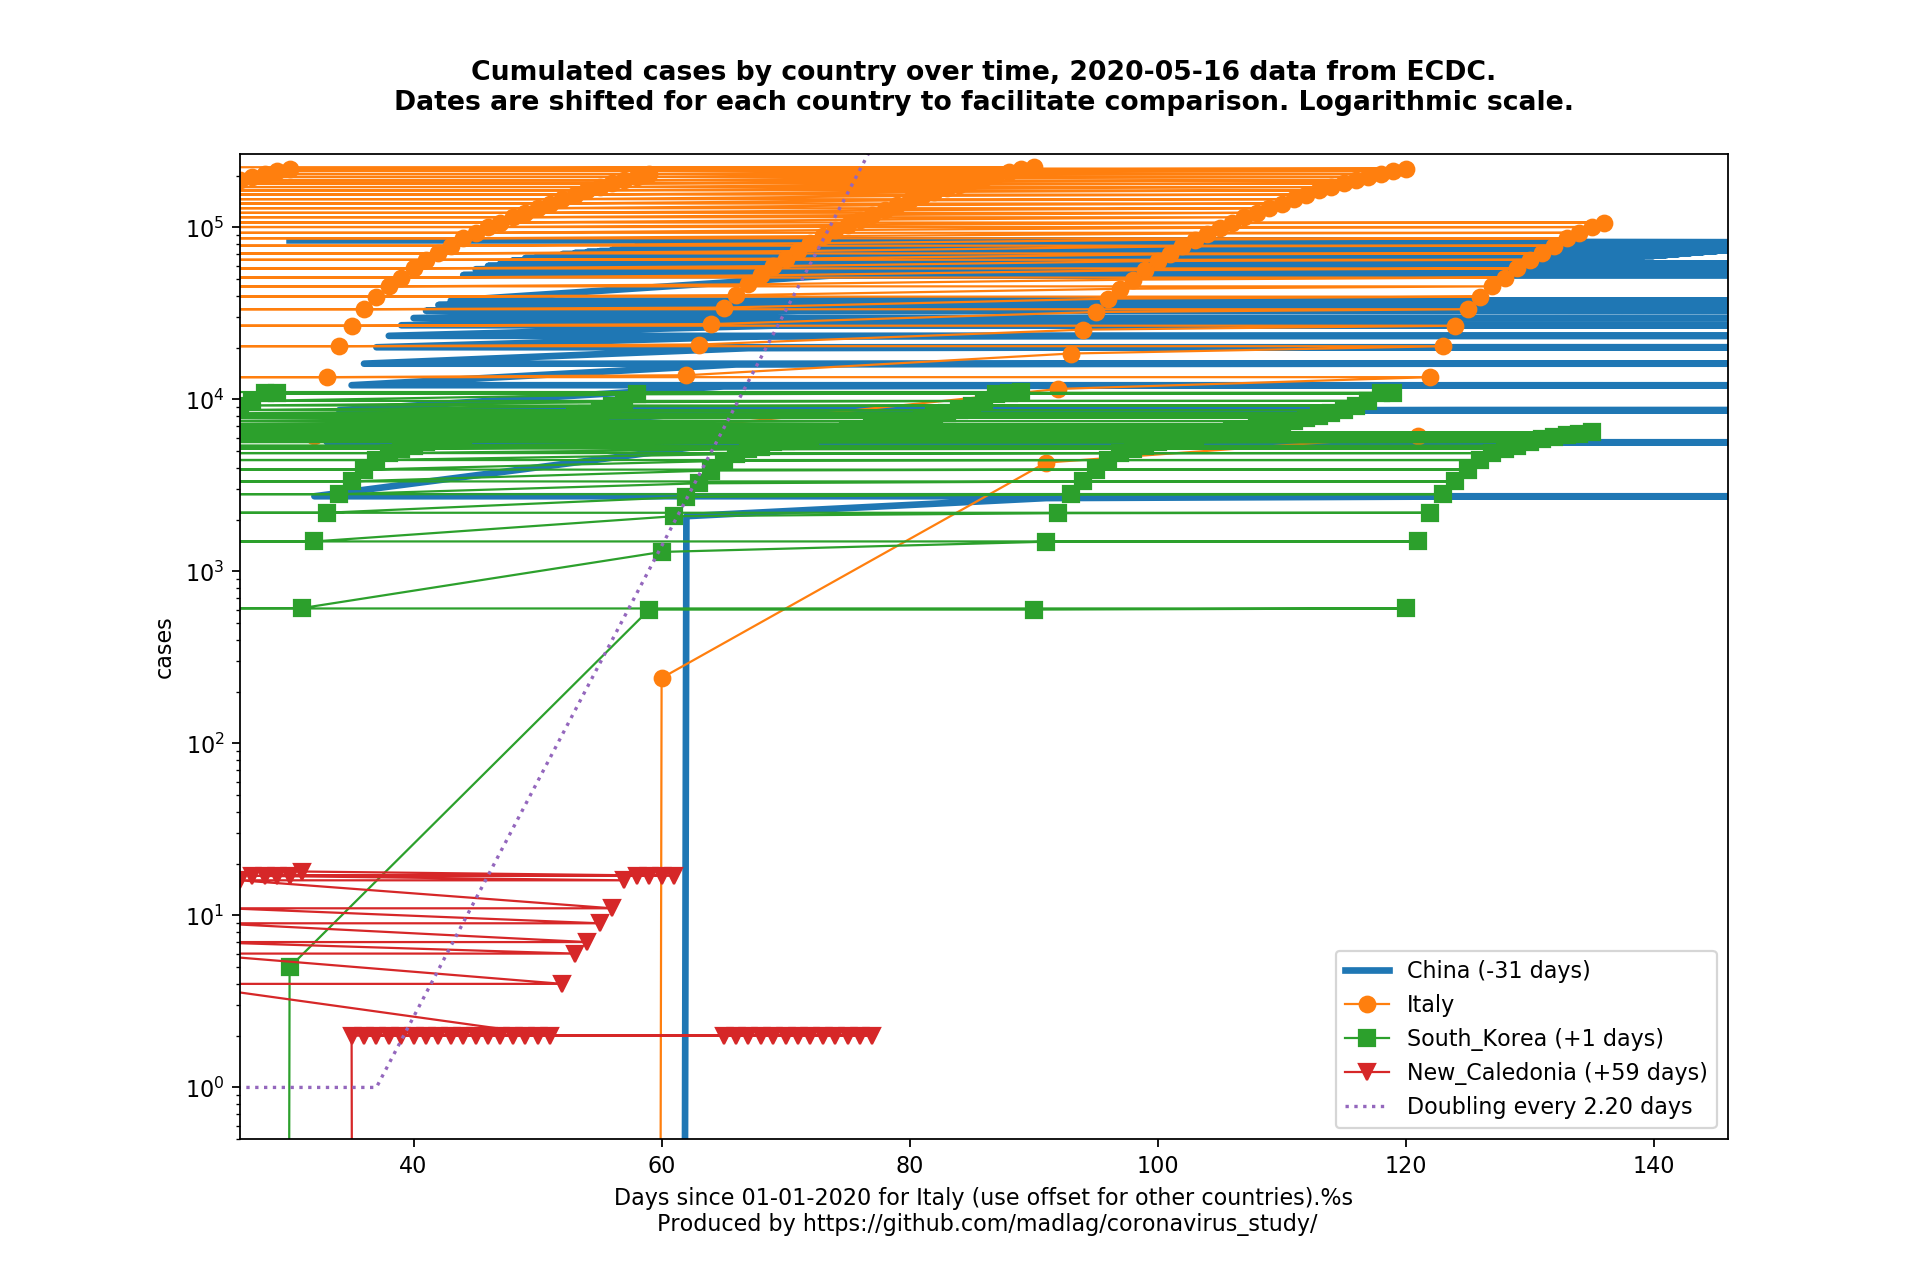 Cumulated cases by country over time, 2020-05-16 data from ECDC.
Dates are shifted for each country to facilitate comparison. Logarithmic scale.
10^5
10^4
10^3
10^2
10^1
10^0
cases
China (-31 days)
Italy
South_Korea (+1 days)
New_Caledonia (+59 days)
Doubling every 2.20 days
40 60 80 100 120 140
Days since 01-01-2020 for Italy (use offset for other countries).%s
Produced by https://github.com/madlag/coronavirus_study/